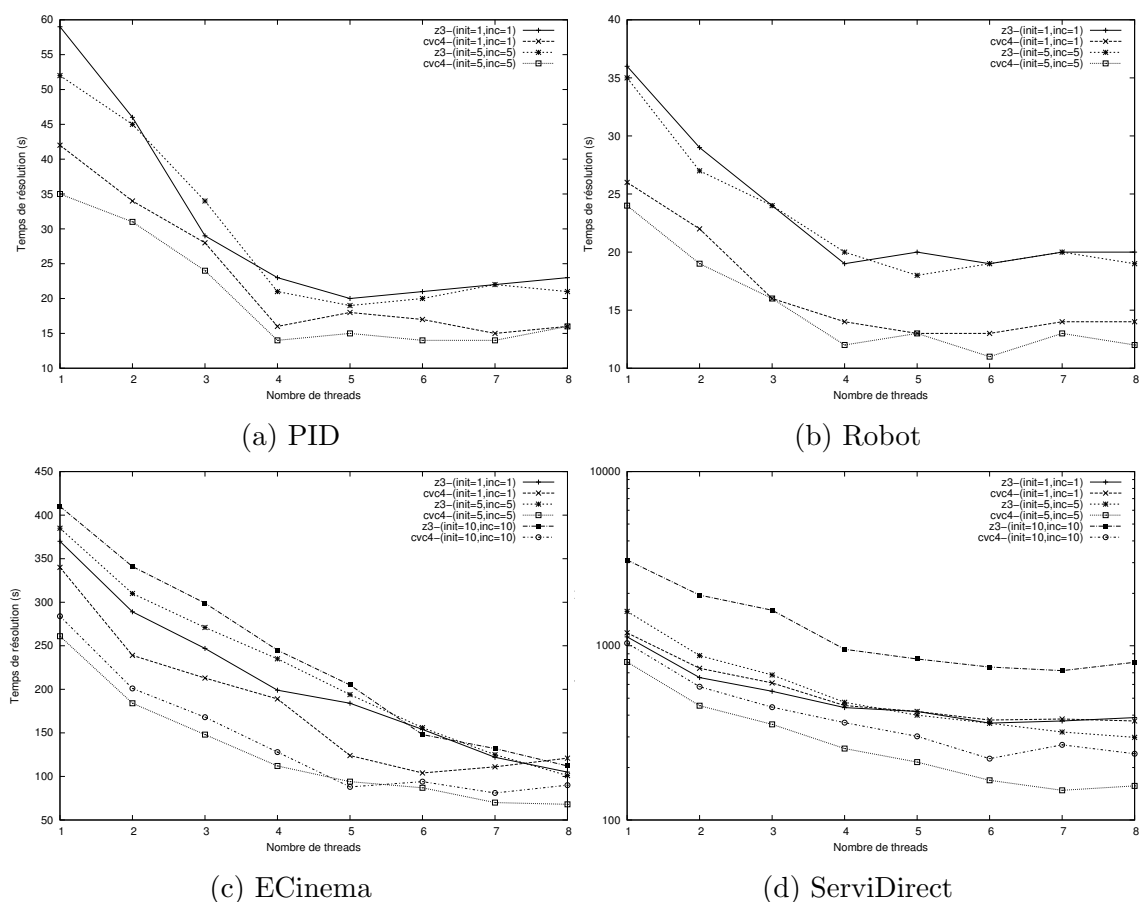 60
55
50
45
40
35
30
25
20
15
10
1 2 3 4 5 6 7 8
Temps de résolution (s)
Nombre de threads
z3-(init=1,inc=1)
cvc4-(init=1,inc=1)
z3-(init=5,inc=5)
cvc4-(init=5,inc=5)
(a) PID
40
35
30
25
20
15
10
1 2 3 4 5 6 7 8
Temps de résolution (s)
Nombre de threads
z3-(init=1,inc=1)
cvc4-(init=1,inc=1)
z3-(init=5,inc=5)
cvc4-(init=5,inc=5)
(b) Robot
450
400
350
300
250
200
150
100
50
1 2 3 4 5 6 7 8
Temps de résolution (s)
Nombre de threads
z3-(init=1,inc=1)
cvc4-(init=1,inc=1)
z3-(init=5,inc=5)
cvc4-(init=5,inc=5)
z3-(init=10,inc=10)
cvc4-(init=10,inc=10)
(c) ECinema
10000
1000
100
1 2 3 4 5 6 7 8
Temps de résolution (s)
Nombre de threads
z3-(init=1,inc=1)
cvc4-(init=1,inc=1)
z3-(init=5,inc=5)
cvc4-(init=5,inc=5)
z3-(init=10,inc=10)
cvc4-(init=10,inc=10)
(d) ServiDirect